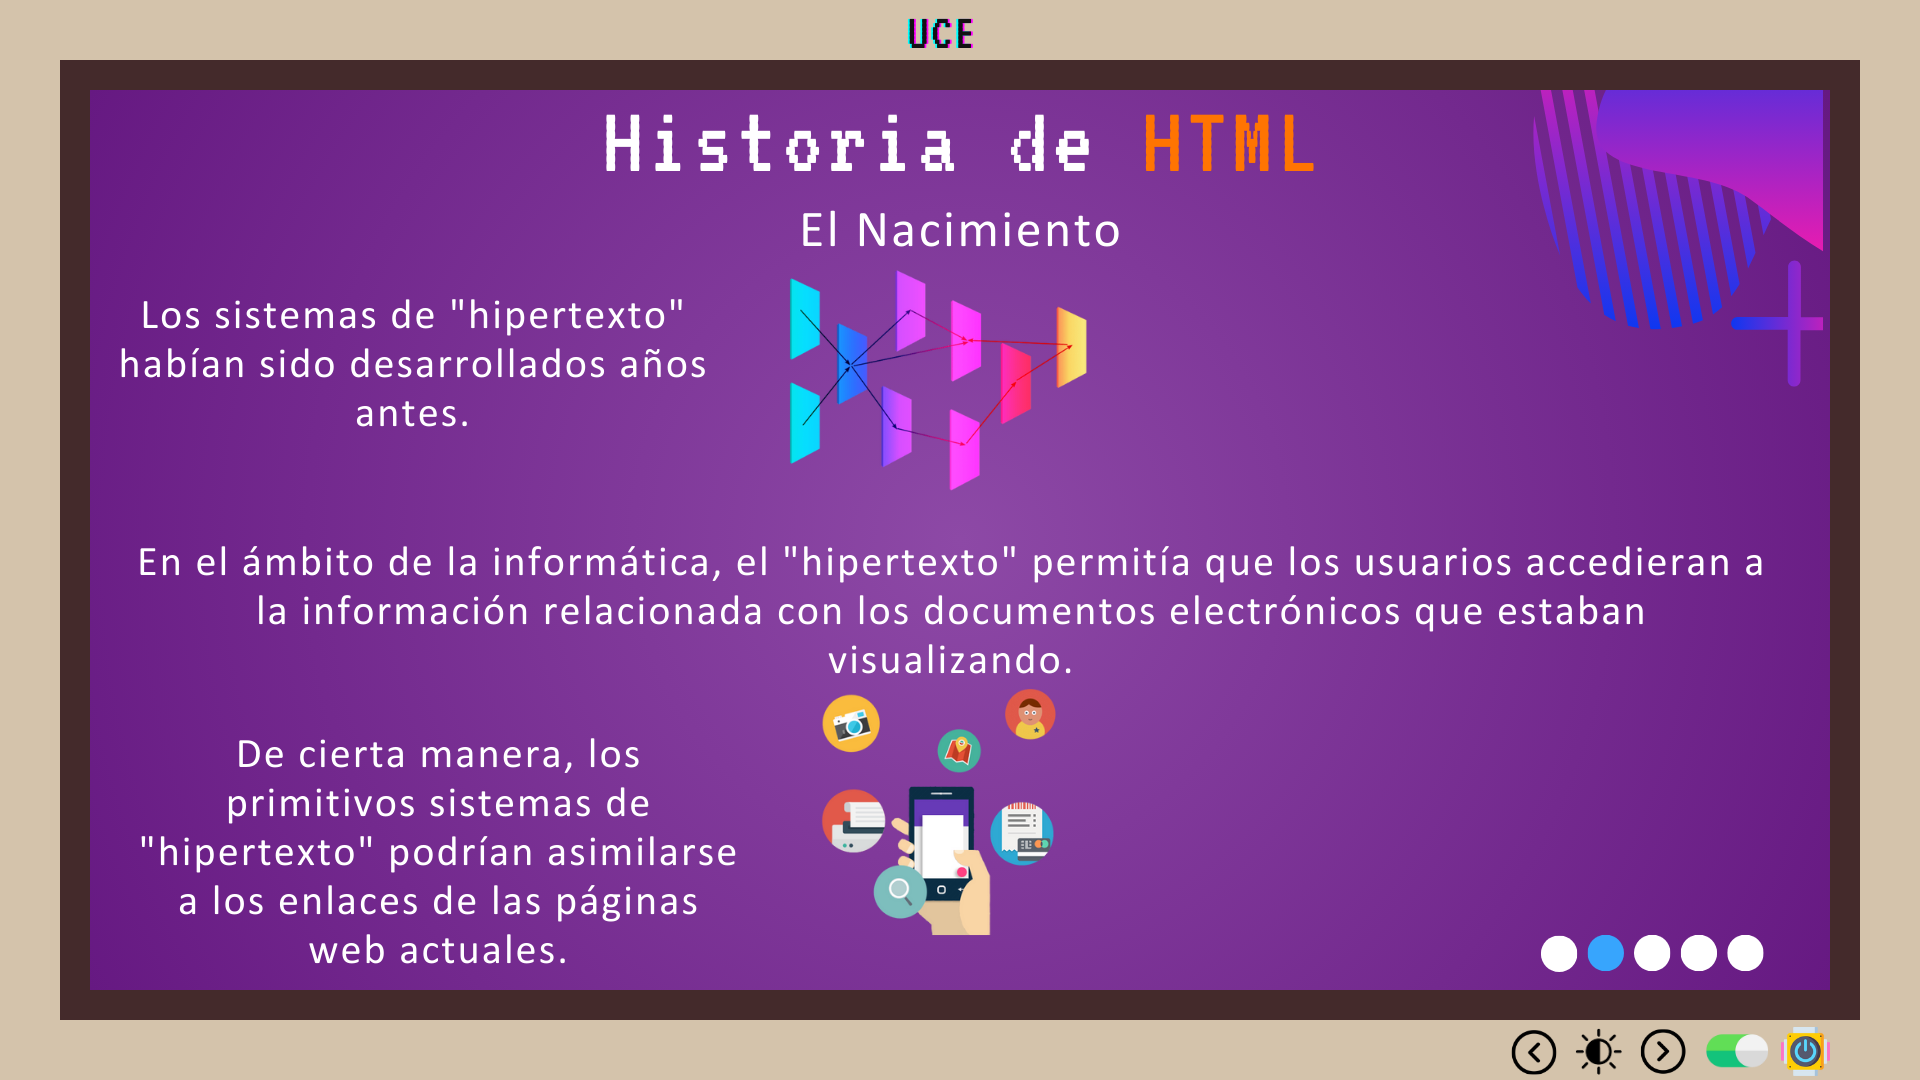 UCE
Historia de HTML
El Nacimiento
Los sistemas de "hipertexto"
habían sido desarrollados años
antes.
En el ámbito de la informática, el "hipertexto" permitía que los usuarios accedieran a
la información relacionada con los documentos electrónicos que estaban
visualizando.
De cierta manera, los
primitivos sistemas de
"hipertexto" podrían asimilarse
a los enlaces de las páginas
web actuales.